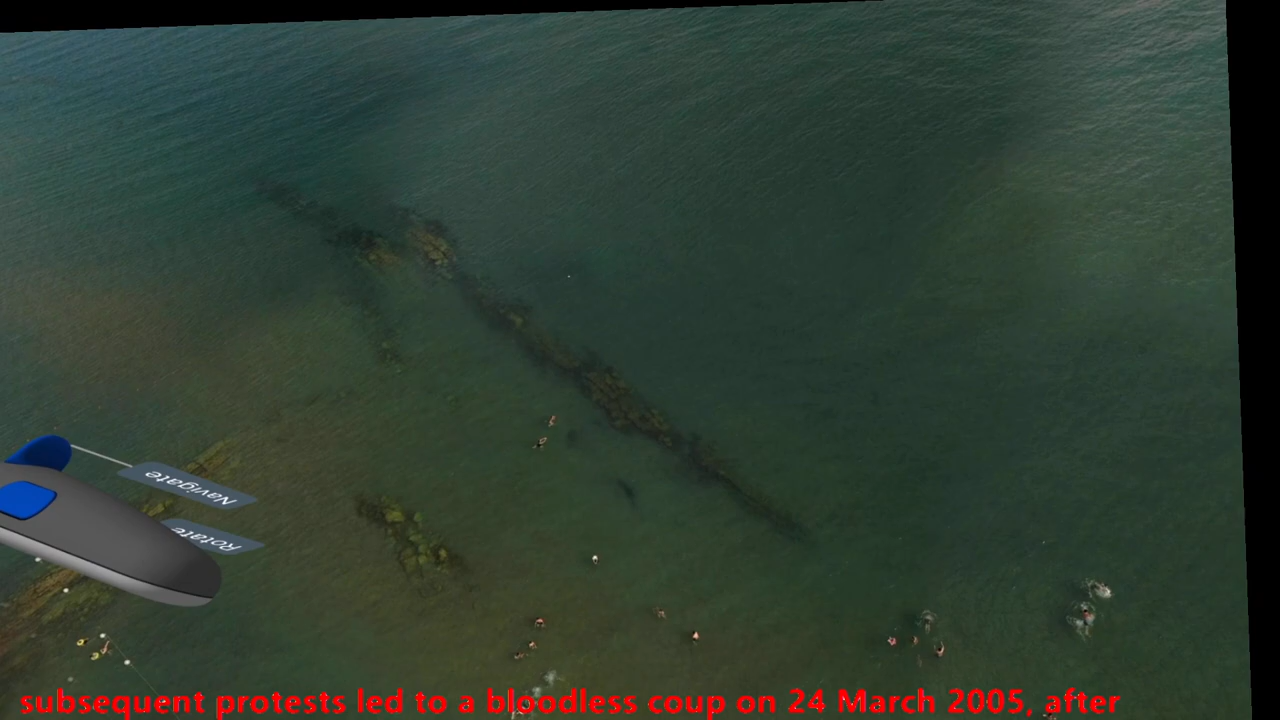 Navigate
Rotate
subsequent protests led to a bloodless coup on 24 March 2005, after